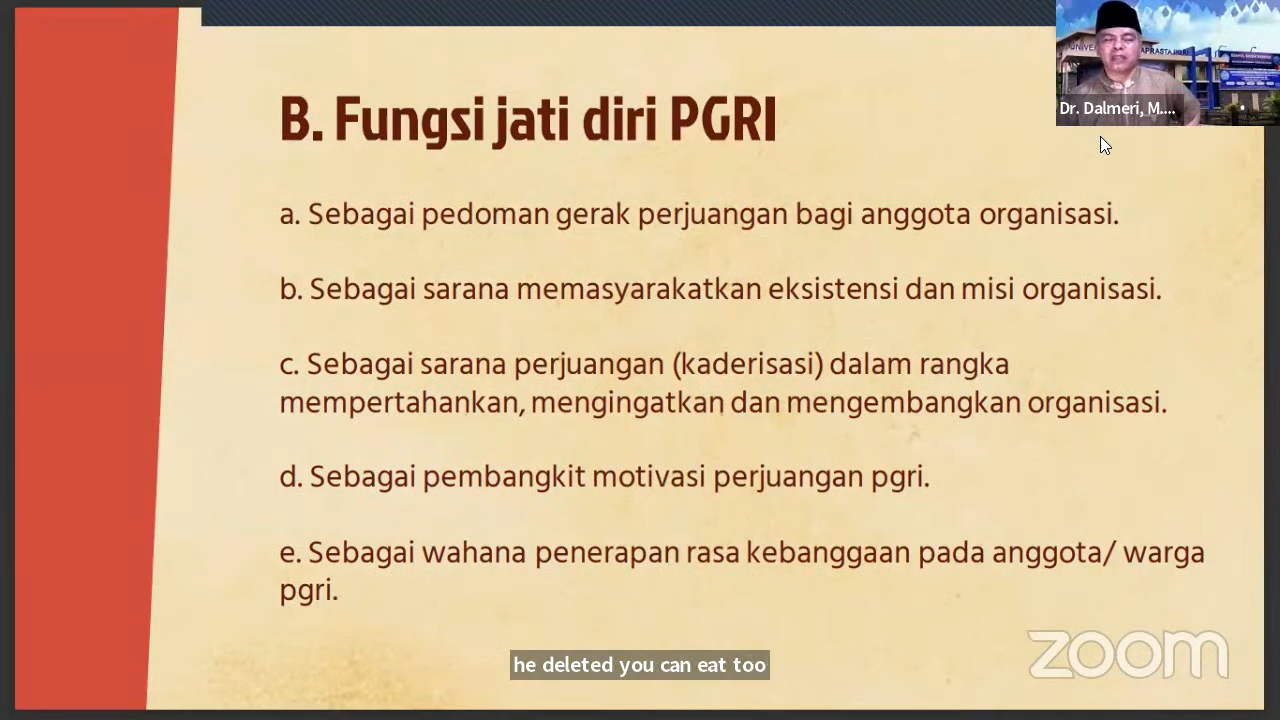 B. Fungsi jati diri PGRI
Dr. Dalmeri, M....
a. Sebagai pedoman gerak perjuangan bagi anggota organisasi.
b. Sebagai sarana memasyarakatkan eksistensi dan misi organisasi.
c. Sebagai sarana perjuangan (kaderisasi) dalam rangka
mempertahankan, mengingatkan dan mengembangkan organisasi.
d. Sebagai pembangkit motivasi perjuangan pgri.
e. Sebagai wahana penerapan rasa kebanggaan pada anggota/ warga
pgri.
he deleted you can eat too
zoom